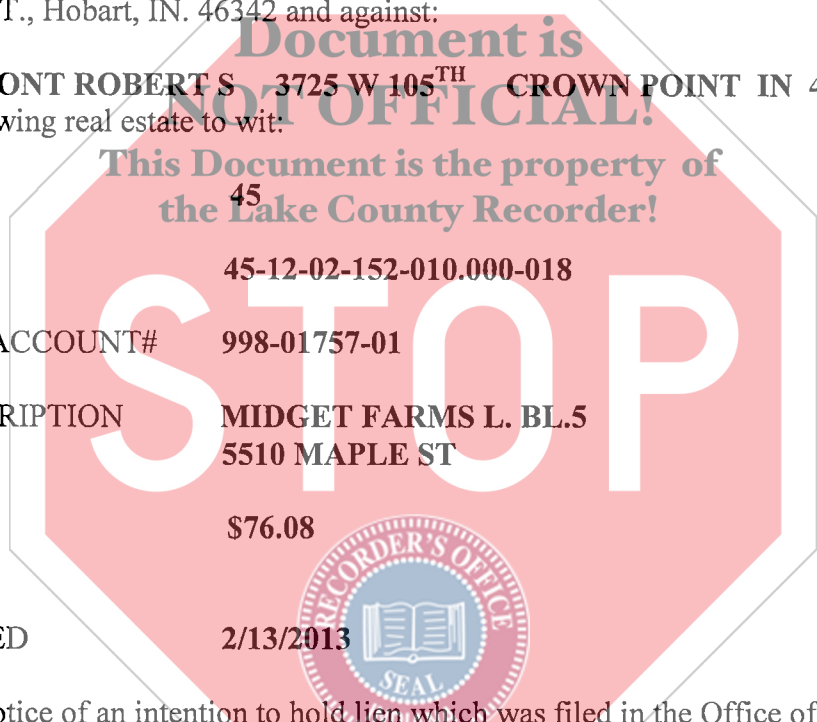 T., Hobart, IN. 46342 and against:
Document is
ONT ROBERT S 3725 W 105TH CROWN POINT IN 4
NOT OFFICIAL!
wing real estate to wit:
This Document is the property of
45
the Lake County Recorder!
45-12-02-152-010.000-018
ACCOUNT# 998-01757-01
STOP
RIPTION MIDGET FARMS L. BL.5
5510 MAPLE ST
$76.08
RECORDER'S OFFICE
ED 2/13/2013
SEAL
otice of an intention to hold lien which was filed in the Office of